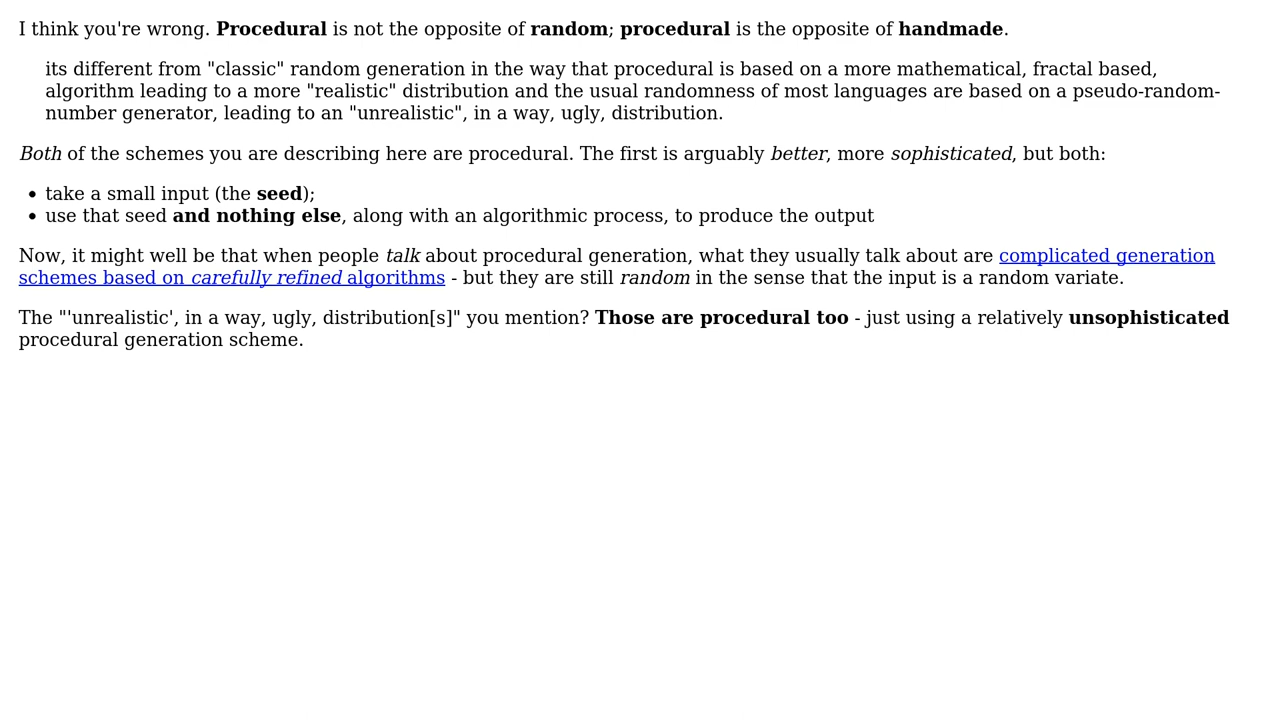 I think you're wrong. Procedural is not the opposite of random; procedural is the opposite of handmade.
its different from "classic" random generation in the way that procedural is based on a more mathematical, fractal based,
algorithm leading to a more "realistic" distribution and the usual randomness of most languages are based on a pseudo-random-
number generator, leading to an "unrealistic", in a way, ugly, distribution.
Both of the schemes you are describing here are procedural. The first is arguably better, more sophisticated, but both:
• take a small input (the seed);
• use that seed and nothing else, along with an algorithmic process, to produce the output
Now, it might well be that when people talk about procedural generation, what they usually talk about are complicated generation
schemes based on carefully refined algorithms - but they are still random in the sense that the input is a random variate.
The "'unrealistic', in a way, ugly, distribution[s]" you mention? Those are procedural too - just using a relatively unsophisticated
procedural generation scheme.